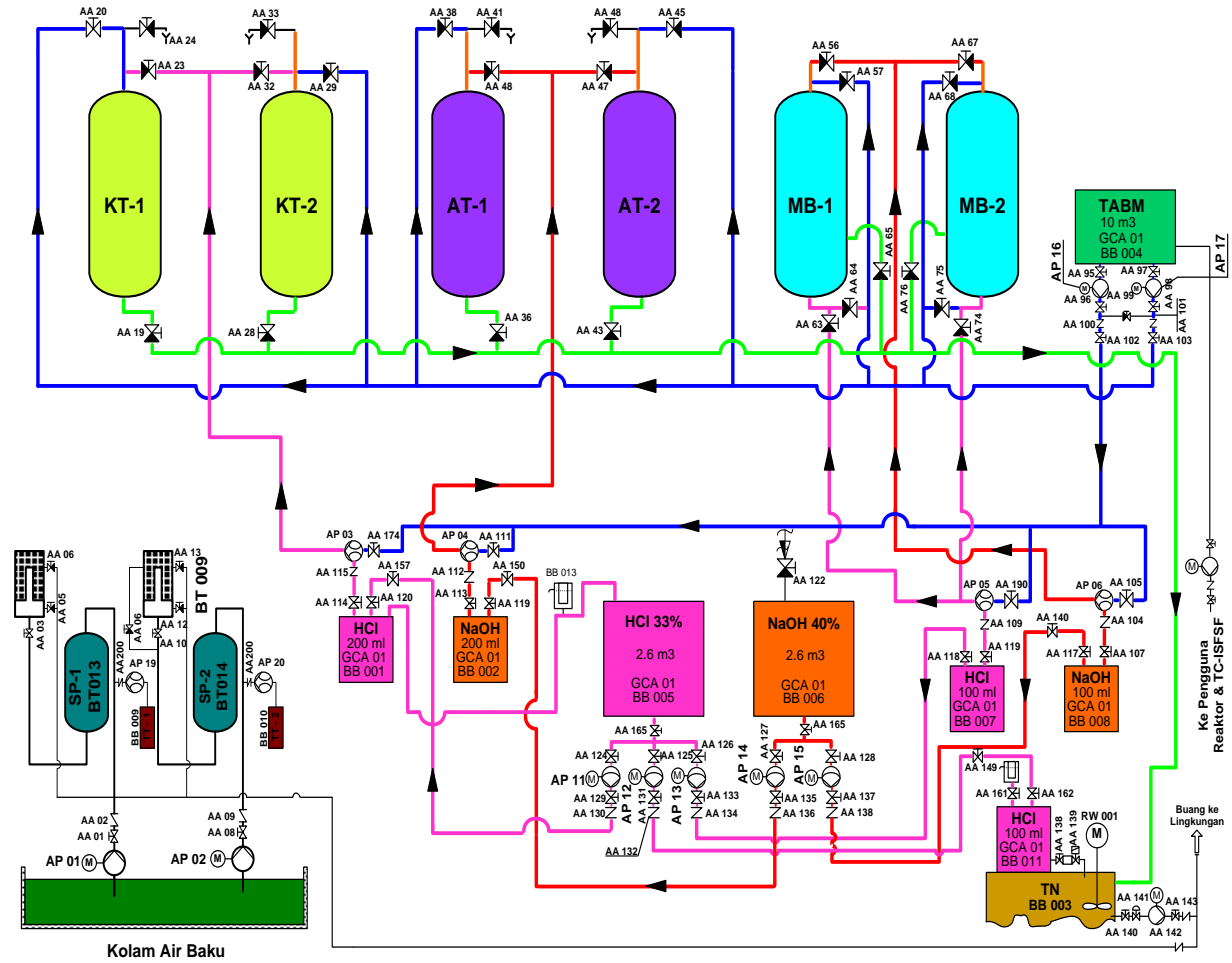 AA 20
AA 33
AA 38
AA 41
AA 48
AA 45
AA 24
AA 23
AA 32
AA 29
AA 48
AA 47
AA 56
AA 57
AA 67
AA 68
KT-1
KT-2
AT-1
AT-2
MB-1
MB-2
TABM
10 m3
GCA 01
BB 004
AP 16
AP 17
AA 95
AA 97
AA 96
AA 99
AA 98
AA 100
AA 101
AA 102
AA 103
M
M
AA 65
AA 64
AA 76
AA 75
AA 63
AA 74
AA 19
AA 28
AA 36
AA 43
AP 03
AA 174
AP 04
AA 111
AA 115
AA 157
AA 112
AA 150
AA 114
AA 120
AA 113
AA 119
BB 013
AA 122
HCl
200 ml
GCA 01
BB 001
NaOH
200 ml
GCA 01
BB 002
HCl 33%
2.6 m3
GCA 01
BB 005
NaOH 40%
2.6 m3
GCA 01
BB 006
AP 05
AA 190
AP 06
AA 105
AA 109
AA 104
AA 140
AA 118
AA 119
AA 117
AA 107
HCl
100 ml
GCA 01
BB 007
NaOH
100 ml
GCA 01
BB 008
M
Ke Pengguna
Reaktor & TC-ISFSF
AA 06
AA 13
BT 009
AA 05
AA 03
AA 06
AA 12
AA 10
SP-1
BT013
SP-2
BT014
AA200
AP 19
AA200
AP 20
BB 009
TT - 1
BB 010
TT - 2
AA 165
AA 165
AA 124
AA 125
AA 126
AA 127
AA 128
AP 11
AP 12
AP 13
AP 14
AP 15
M
M
M
M
M
AA 129
AA 131
AA 133
AA 135
AA 137
AA 130
AA 134
AA 136
AA 138
AA 132
AA 149
AA 161
AA 162
HCl
100 ml
GCA 01
BB 011
AA 138
AA 139
RW 001
M
Buang ke
Lingkungan
TN
BB 003
M
AA 141
AA 143
AA 140
AA 142
AA 02
AA 01
AA 09
AA 08
AP 01
M
AP 02
M
Kolam Air Baku